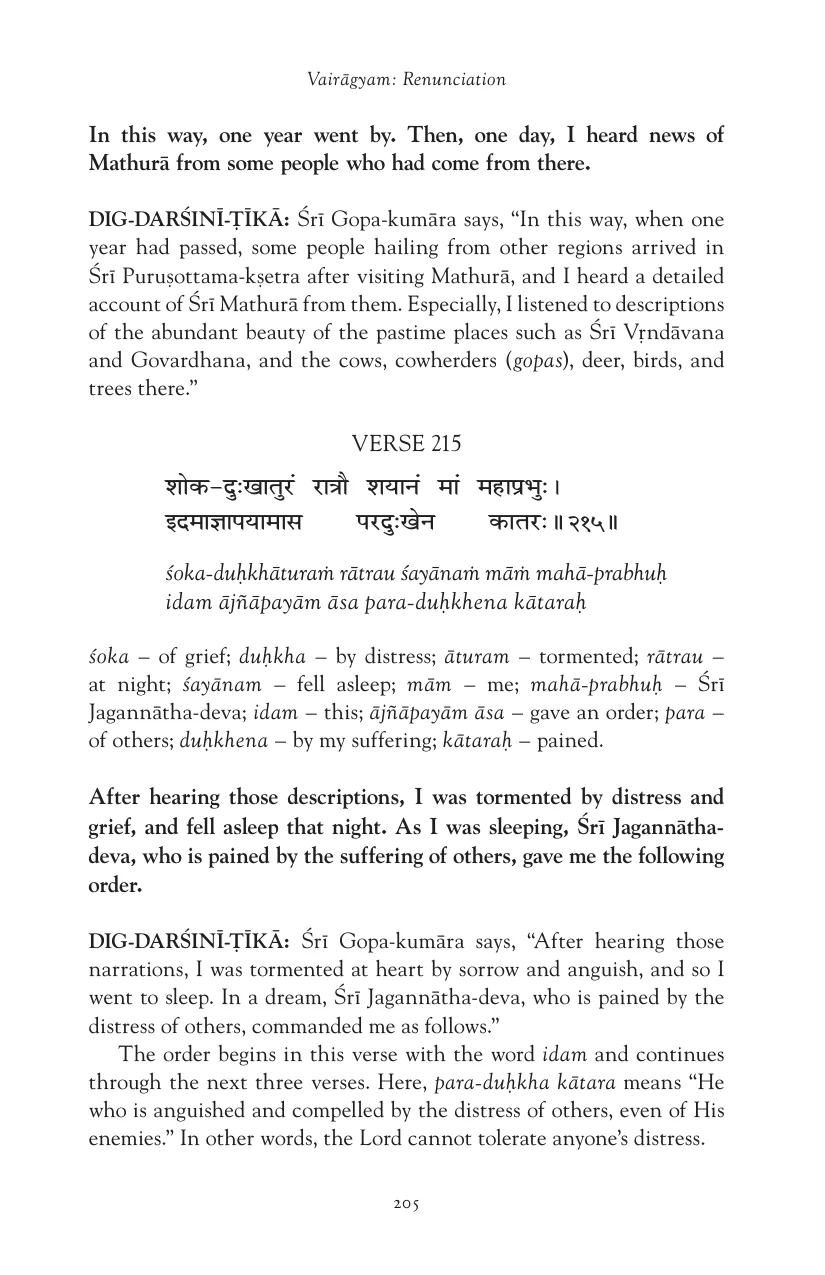 Vairāgyam: Renunciation
In this way, one year went by. Then, one day, I heard news of
Mathurā from some people who had come from there.
DIG-DARŚINĪ-ṬĪKĀ: Śrī Gopa-kumāra says, “In this way, when one
year had passed, some people hailing from other regions arrived in
Śrī Puruṣottama-kṣetra after visiting Mathurā, and I heard a detailed
account of Śrī Mathurā from them. Especially, I listened to descriptions
of the abundant beauty of the pastime places such as Śrī Vṛndāvana
and Govardhana, and the cows, cowherders (gopas), deer, birds, and
trees there.”
VERSE 215
शोक-दुःखातुरं रात्रौ शयानं मां महाप्रभुः।
इदमाज्ञापयामास परदुःखेन कातरः॥२१५॥
śoka-duḥkhāturaṁ rātrau śayānaṁ māṁ mahā-prabhuḥ
idam ājñāpayām āsa para-duḥkhena kātaraḥ
śoka – of grief; duḥkha – by distress; āturam – tormented; rātrau –
at night; śayānam – fell asleep; mām – me; mahā-prabhuḥ – Śrī
Jagannātha-deva; idam – this; ājñāpayām āsa – gave an order; para –
of others; duḥkhena – by my suffering; kātaraḥ – pained.
After hearing those descriptions, I was tormented by distress and
grief, and fell asleep that night. As I was sleeping, Śrī Jagannātha-
deva, who is pained by the suffering of others, gave me the following
order.
DIG-DARŚINĪ-ṬĪKĀ: Śrī Gopa-kumāra says, “After hearing those
narrations, I was tormented at heart by sorrow and anguish, and so I
went to sleep. In a dream, Śrī Jagannātha-deva, who is pained by the
distress of others, commanded me as follows.”
The order begins in this verse with the word idam and continues
through the next three verses. Here, para-duḥkha kātara means “He
who is anguished and compelled by the distress of others, even of His
enemies.” In other words, the Lord cannot tolerate anyone’s distress.
205